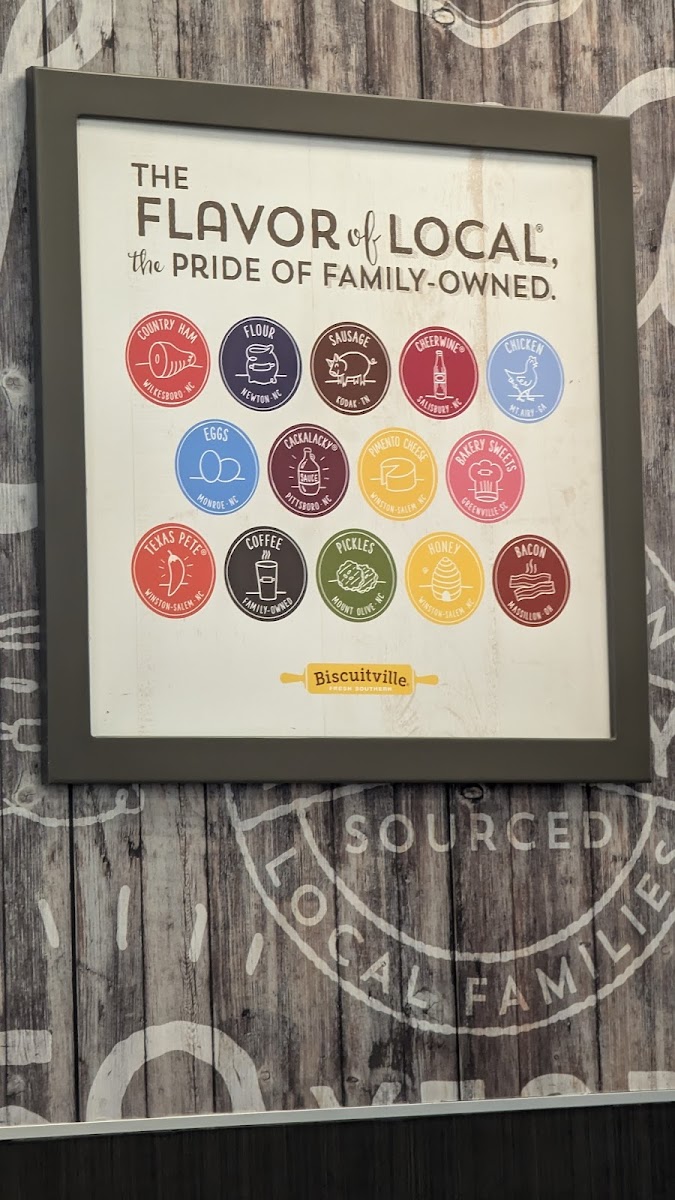 THE
FLAVOR of LOCAL®,
the PRIDE OF FAMILY-OWNED.
COUNTRY HAM
WILKESBORO • NC
FLOUR
NEWTON • NC
SAUSAGE
KODAK • TN
CHEERWINE®
SALISBURY • NC
CHICKEN
MT. AIRY • GA
EGGS
MONROE • NC
CACKALACKY®
SAUCE
PITTSBORO • NC
PIMENTO CHEESE
WINSTON-SALEM • NC
BAKERY SWEETS
GREENVILLE • SC
TEXAS PETE®
WINSTON-SALEM • NC
COFFEE
FAMILY-OWNED
PICKLES
MOUNT OLIVE • NC
HONEY
WINSTON-SALEM • NC
BACON
MASSILLON • OH
Biscuitville®
FRESH SOUTHERN
SOURCED
LOCAL FAMILIES